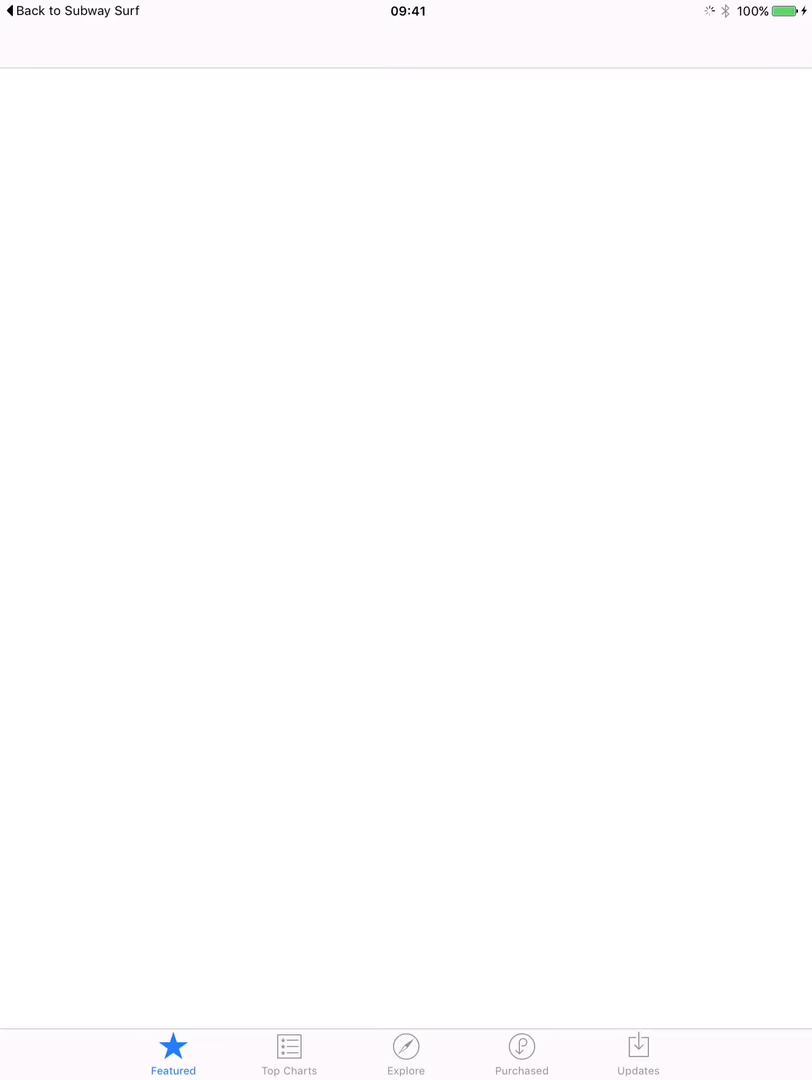 Back to Subway Surf
09:41
100%
Featured
Top Charts
Explore
Purchased
Updates